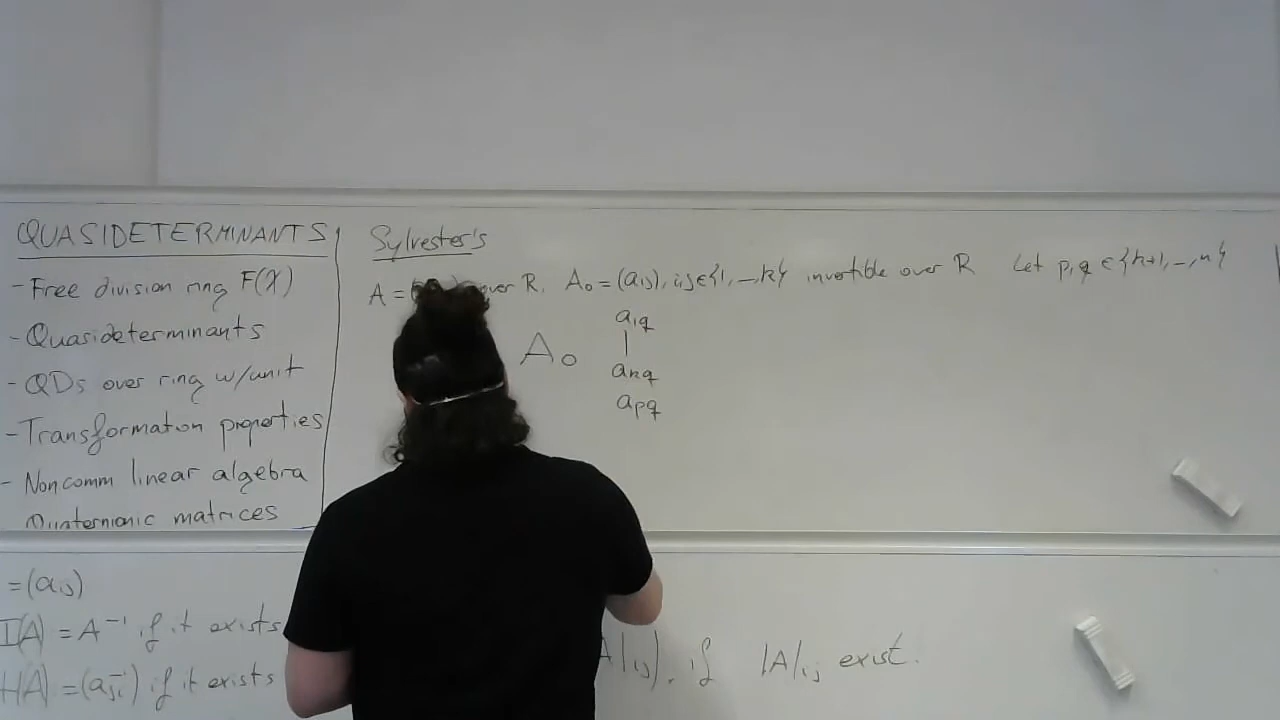 QUASIDETERMINANTS
- Free division ring F(X)
- Quasideterminants
- QDs over ring w/unit
- Transformation properties
- Noncomm linear algebra
Quaternionic matrices
Sylvester's
A = over R. A₀ = (aᵢⱼ), i,j∈{1,–,k} invertible over R Let p,q ∈ {k+1,–,n}
a₁q
A₀ |
akq
apq
= (aᵢⱼ)
I(A) = A⁻¹ if it exists
H(A) = (aⱼᵢ⁻¹) if it exists
A|ᵢⱼ). if |A|ᵢⱼ exist.